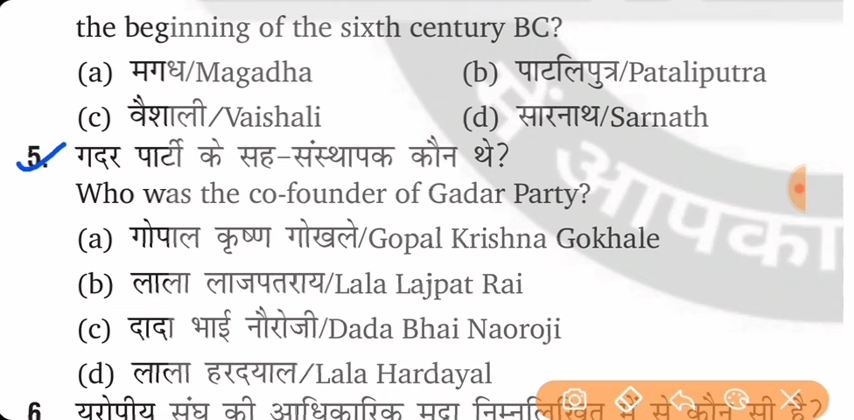 the beginning of the sixth century BC?
(a) मगध/Magadha (b) पाटलिपुत्र/Pataliputra
(c) वैशाली/Vaishali (d) सारनाथ/Sarnath
5. गदर पार्टी के सह-संस्थापक कौन थे?
Who was the co-founder of Gadar Party?
(a) गोपाल कृष्ण गोखले/Gopal Krishna Gokhale
(b) लाला लाजपतराय/Lala Lajpat Rai
(c) दादा भाई नौरोजी/Dada Bhai Naoroji
(d) लाला हरदयाल/Lala Hardayal
6 यूरोपीय संघ की आधिकारिक मुद्रा निम्नलिखित में से कौन सी है?
में आपका